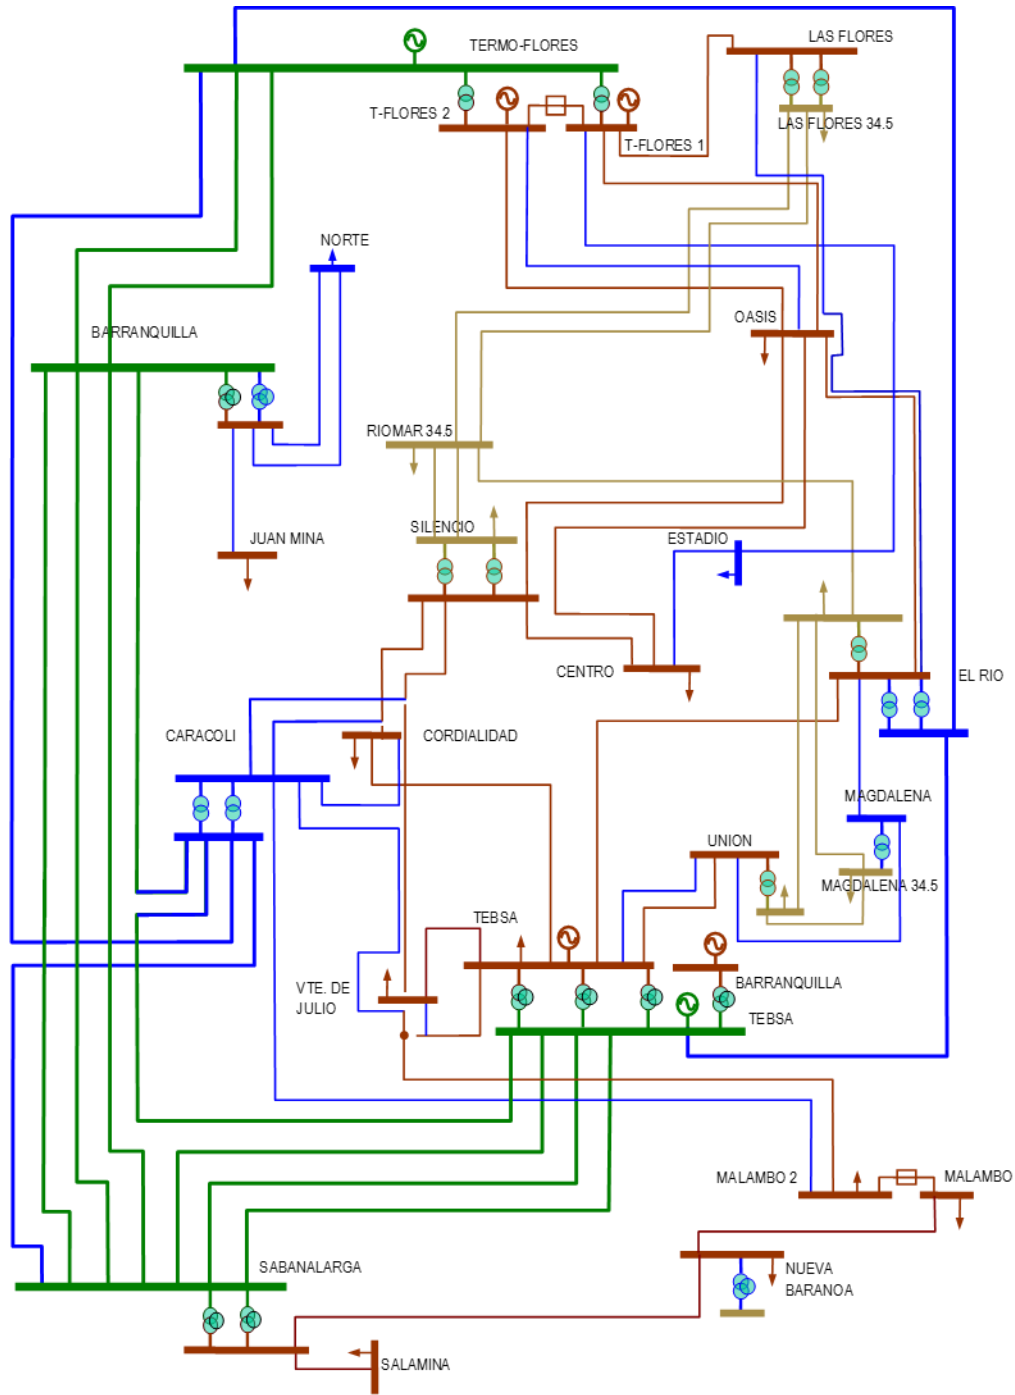 LAS FLORES
TERMO-FLORES
T-FLORES 2
LAS FLORES 34.5
T-FLORES 1
NORTE
OASIS
BARRANQUILLA
RIOMAR 34.5
SILENCIO
JUAN MINA
ESTADIO
CENTRO
EL RIO
CARACOLI
CORDIALIDAD
MAGDALENA
UNION
MAGDALENA 34.5
TEBSA
VTE. DE
JULIO
BARRANQUILLA
TEBSA
MALAMBO 2
MALAMBO
SABANALARGA
NUEVA
BARANOA
SALAMINA